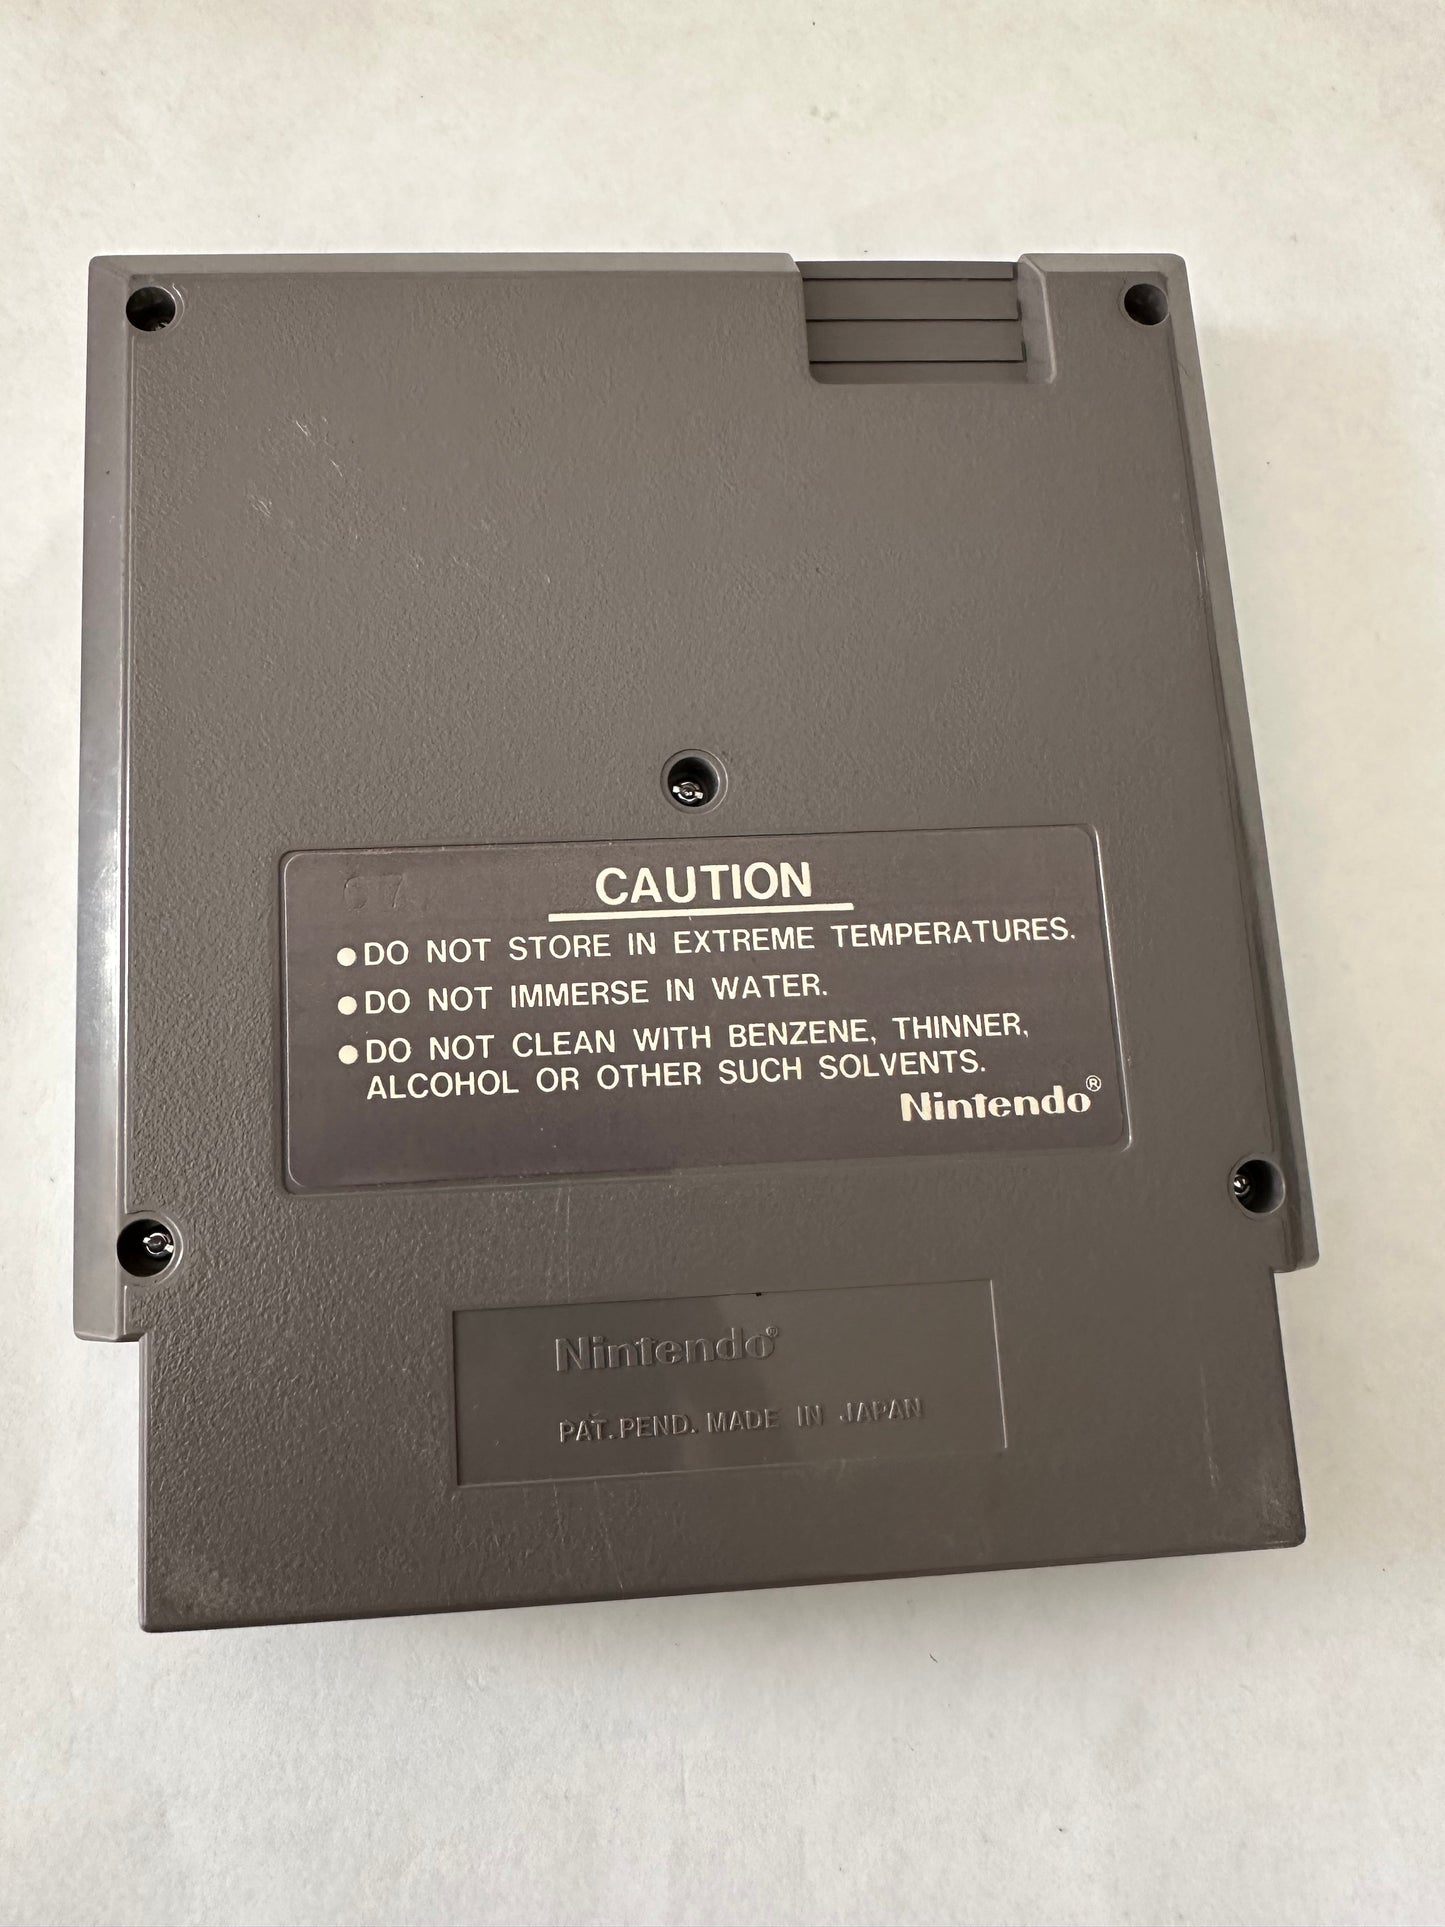 CAUTION
●DO NOT STORE IN EXTREME TEMPERATURES.
●DO NOT IMMERSE IN WATER.
●DO NOT CLEAN WITH BENZENE, THINNER,
ALCOHOL OR OTHER SUCH SOLVENTS.
Nintendo®
Nintendo®
PAT. PEND. MADE IN JAPAN